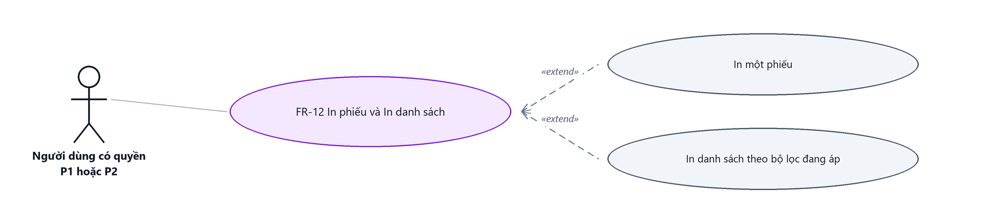 «extend»
In một phiếu
FR-12 In phiếu và In danh sách
«extend»
Người dùng có quyền
P1 hoặc P2
In danh sách theo bộ lọc đang áp